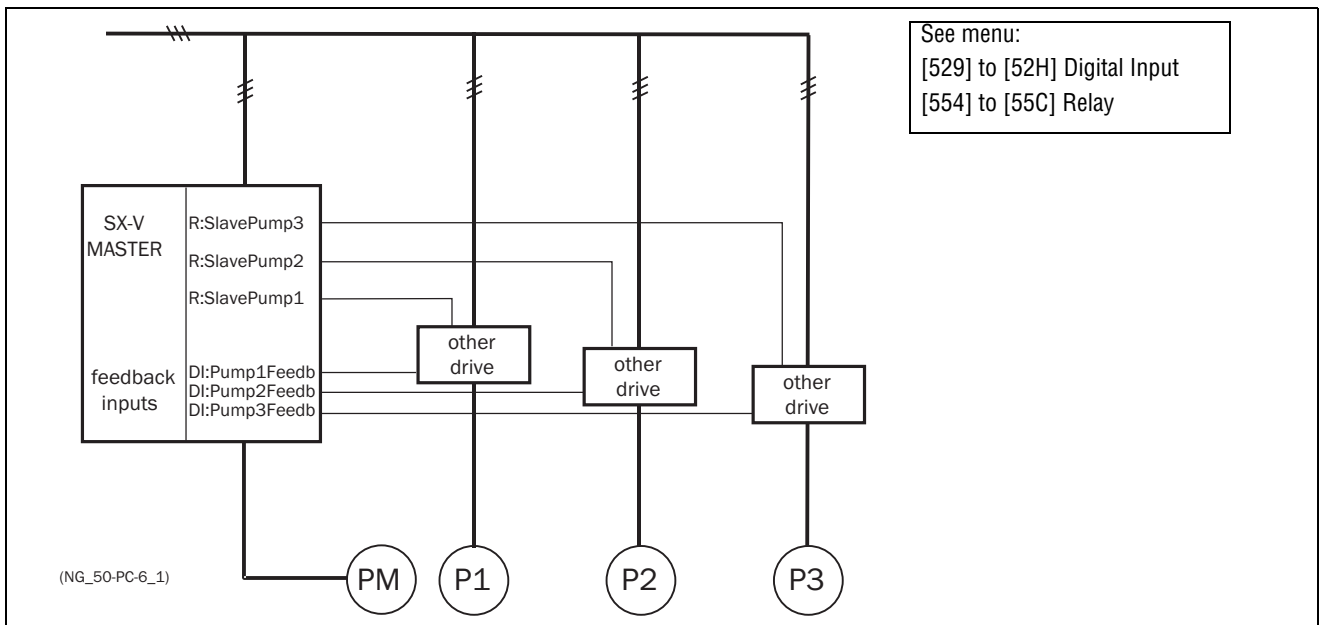 See menu:
[529] to [52H] Digital Input
[554] to [55C] Relay
SX-V
MASTER
R:SlavePump3
R:SlavePump2
R:SlavePump1
feedback
inputs
DI:Pump1Feedb
DI:Pump2Feedb
DI:Pump3Feedb
other
drive
other
drive
other
drive
(NG_50-PC-6_1)
PM
P1
P2
P3